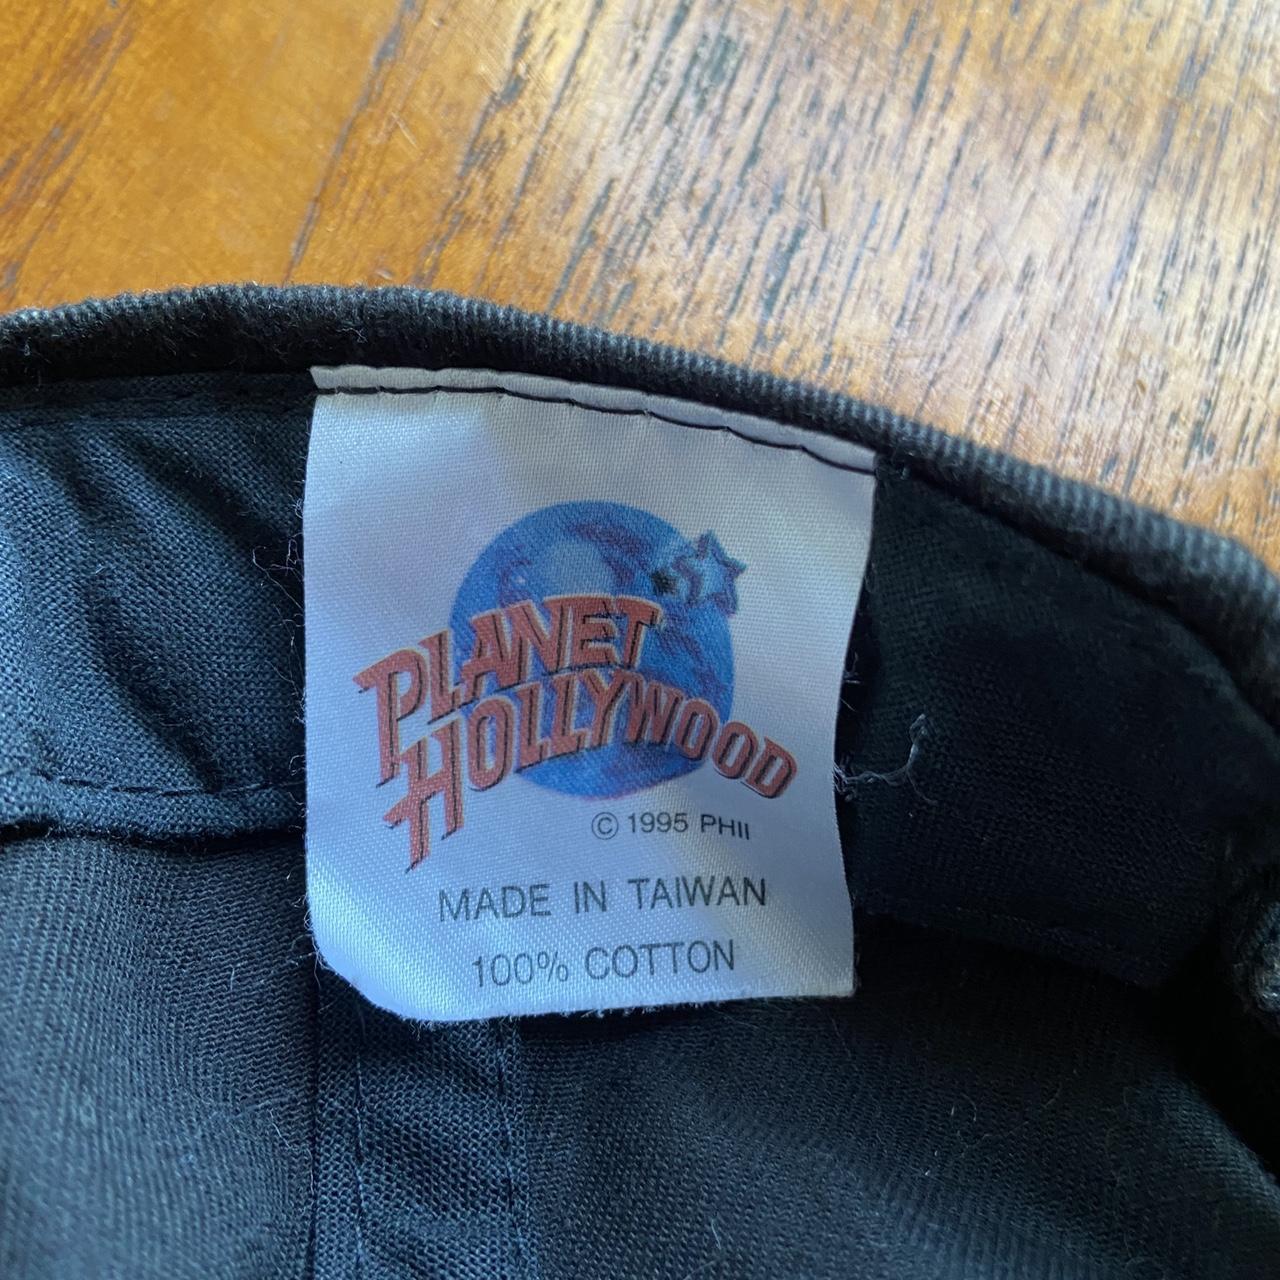 PLANET
HOLLYWOOD
© 1995 PHII
MADE IN TAIWAN
100% COTTON